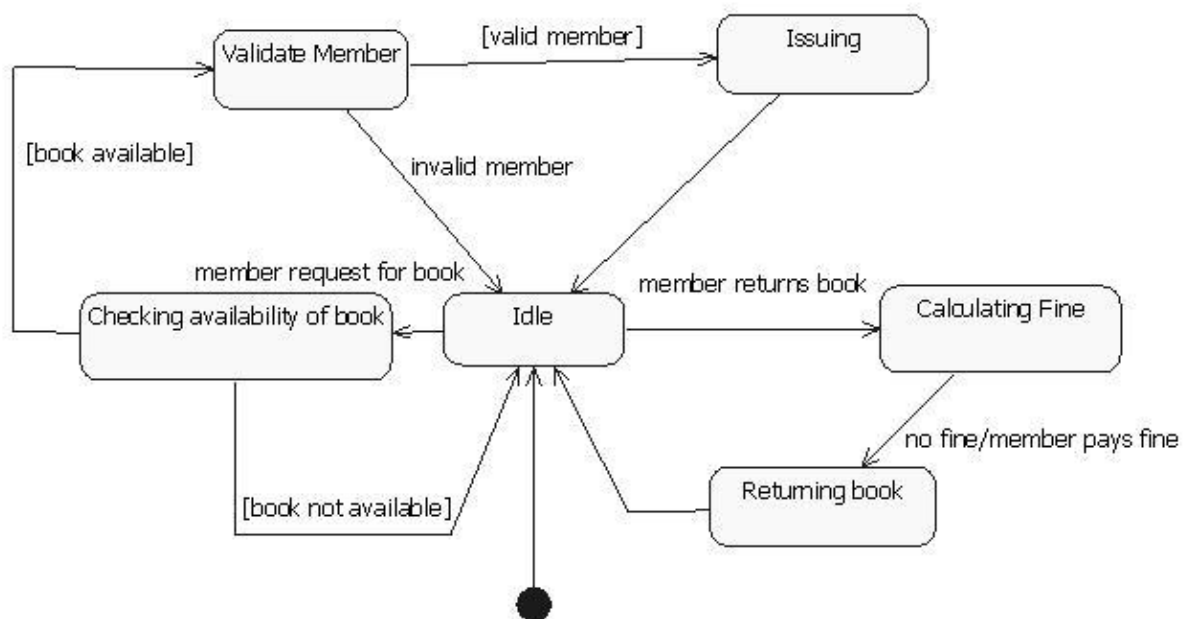 Validate Member
[valid member]
Issuing
[book available]
invalid member
member request for book
member returns book
Checking availability of book
Idle
Calculating Fine
no fine/member pays fine
Returning book
[book not available]